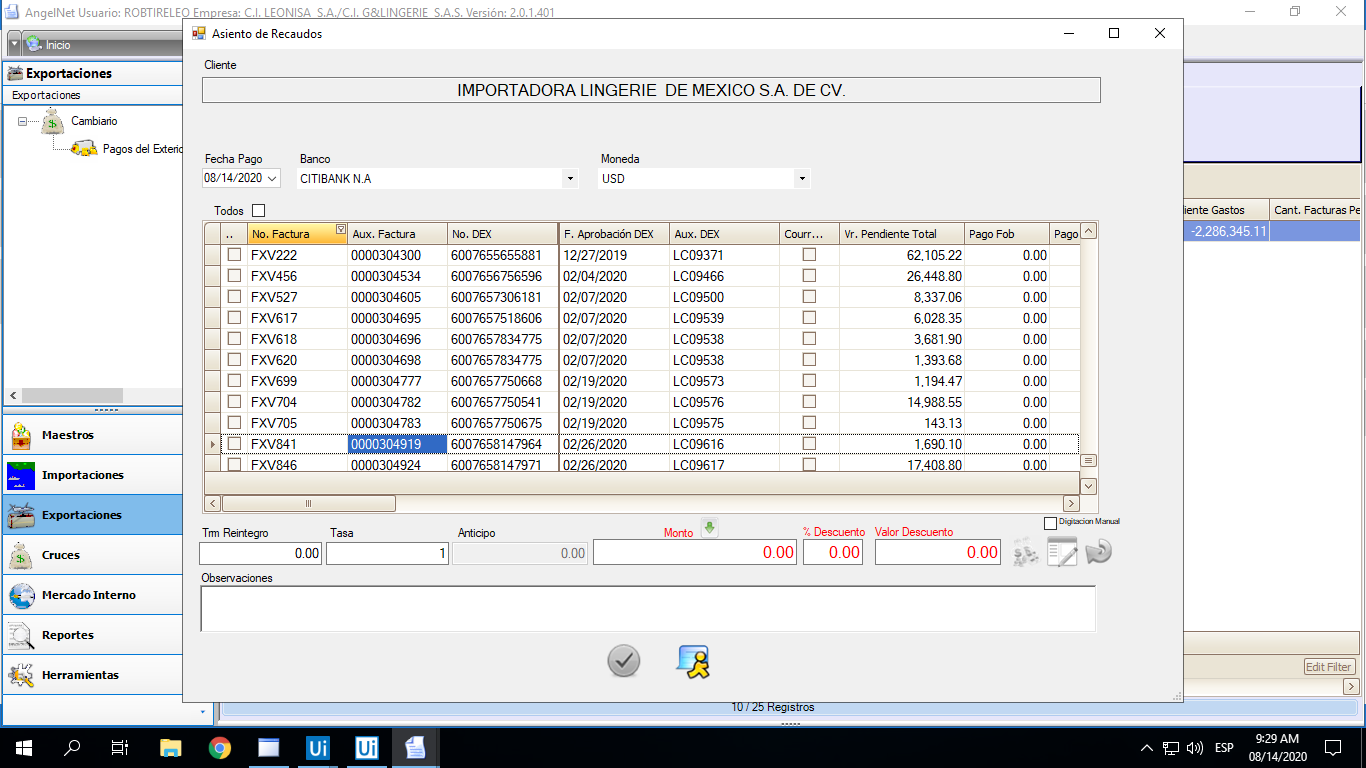 AngelNet Usuario: ROBTIRELEO Empresa: C.I. LEONISA S.A./C.I. G&LINGERIE S.A.S. Versión: 2.0.1.401
Inicio
Exportaciones
Exportaciones
Cambiario
Pagos del Exterio
Maestros
Importaciones
Exportaciones
Cruces
Mercado Interno
Reportes
Herramientas
Asiento de Recaudos
Cliente
IMPORTADORA LINGERIE DE MEXICO S.A. DE CV.
Fecha Pago Banco Moneda
08/14/2020 CITIBANK N.A USD
Todos
.. No. Factura Aux. Factura No. DEX F. Aprobación DEX Aux. DEX Courr... Vr. Pendiente Total Pago Fob Pago
FXV222 0000304300 6007655655881 12/27/2019 LC09371 62,105.22 0.00
FXV456 0000304534 6007656756596 02/04/2020 LC09466 26,448.80 0.00
FXV527 0000304605 6007657306181 02/07/2020 LC09500 8,337.06 0.00
FXV617 0000304695 6007657518606 02/07/2020 LC09539 6,028.35 0.00
FXV618 0000304696 6007657834775 02/07/2020 LC09538 3,681.90 0.00
FXV620 0000304698 6007657834775 02/07/2020 LC09538 1,393.68 0.00
FXV699 0000304777 6007657750668 02/19/2020 LC09573 1,194.47 0.00
FXV704 0000304782 6007657750541 02/19/2020 LC09576 14,988.55 0.00
FXV705 0000304783 6007657750675 02/19/2020 LC09575 143.13 0.00
FXV841 0000304919 6007658147964 02/26/2020 LC09616 1,690.10 0.00
FXV846 0000304924 6007658147971 02/26/2020 LC09617 17,408.80 0.00
Digitacion Manual
Trm Reintegro Tasa Anticipo Monto % Descuento Valor Descuento
0.00 1 0.00 0.00 0.00 0.00
Observaciones
iente Gastos Cant. Facturas Pe
-2,286,345.11
Edit Filter
10 / 25 Registros
Ui Ui
ESP
9:29 AM
08/14/2020